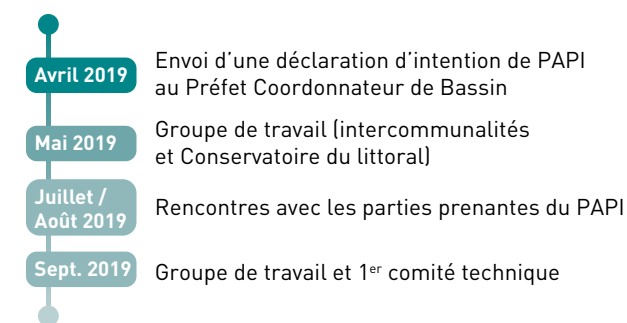 Avril 2019
Envoi d’une déclaration d’intention de PAPI
au Préfet Coordonnateur de Bassin
Mai 2019
Groupe de travail (intercommunalités
et Conservatoire du littoral)
Juillet /
Août 2019
Rencontres avec les parties prenantes du PAPI
Sept. 2019
Groupe de travail et 1er comité technique